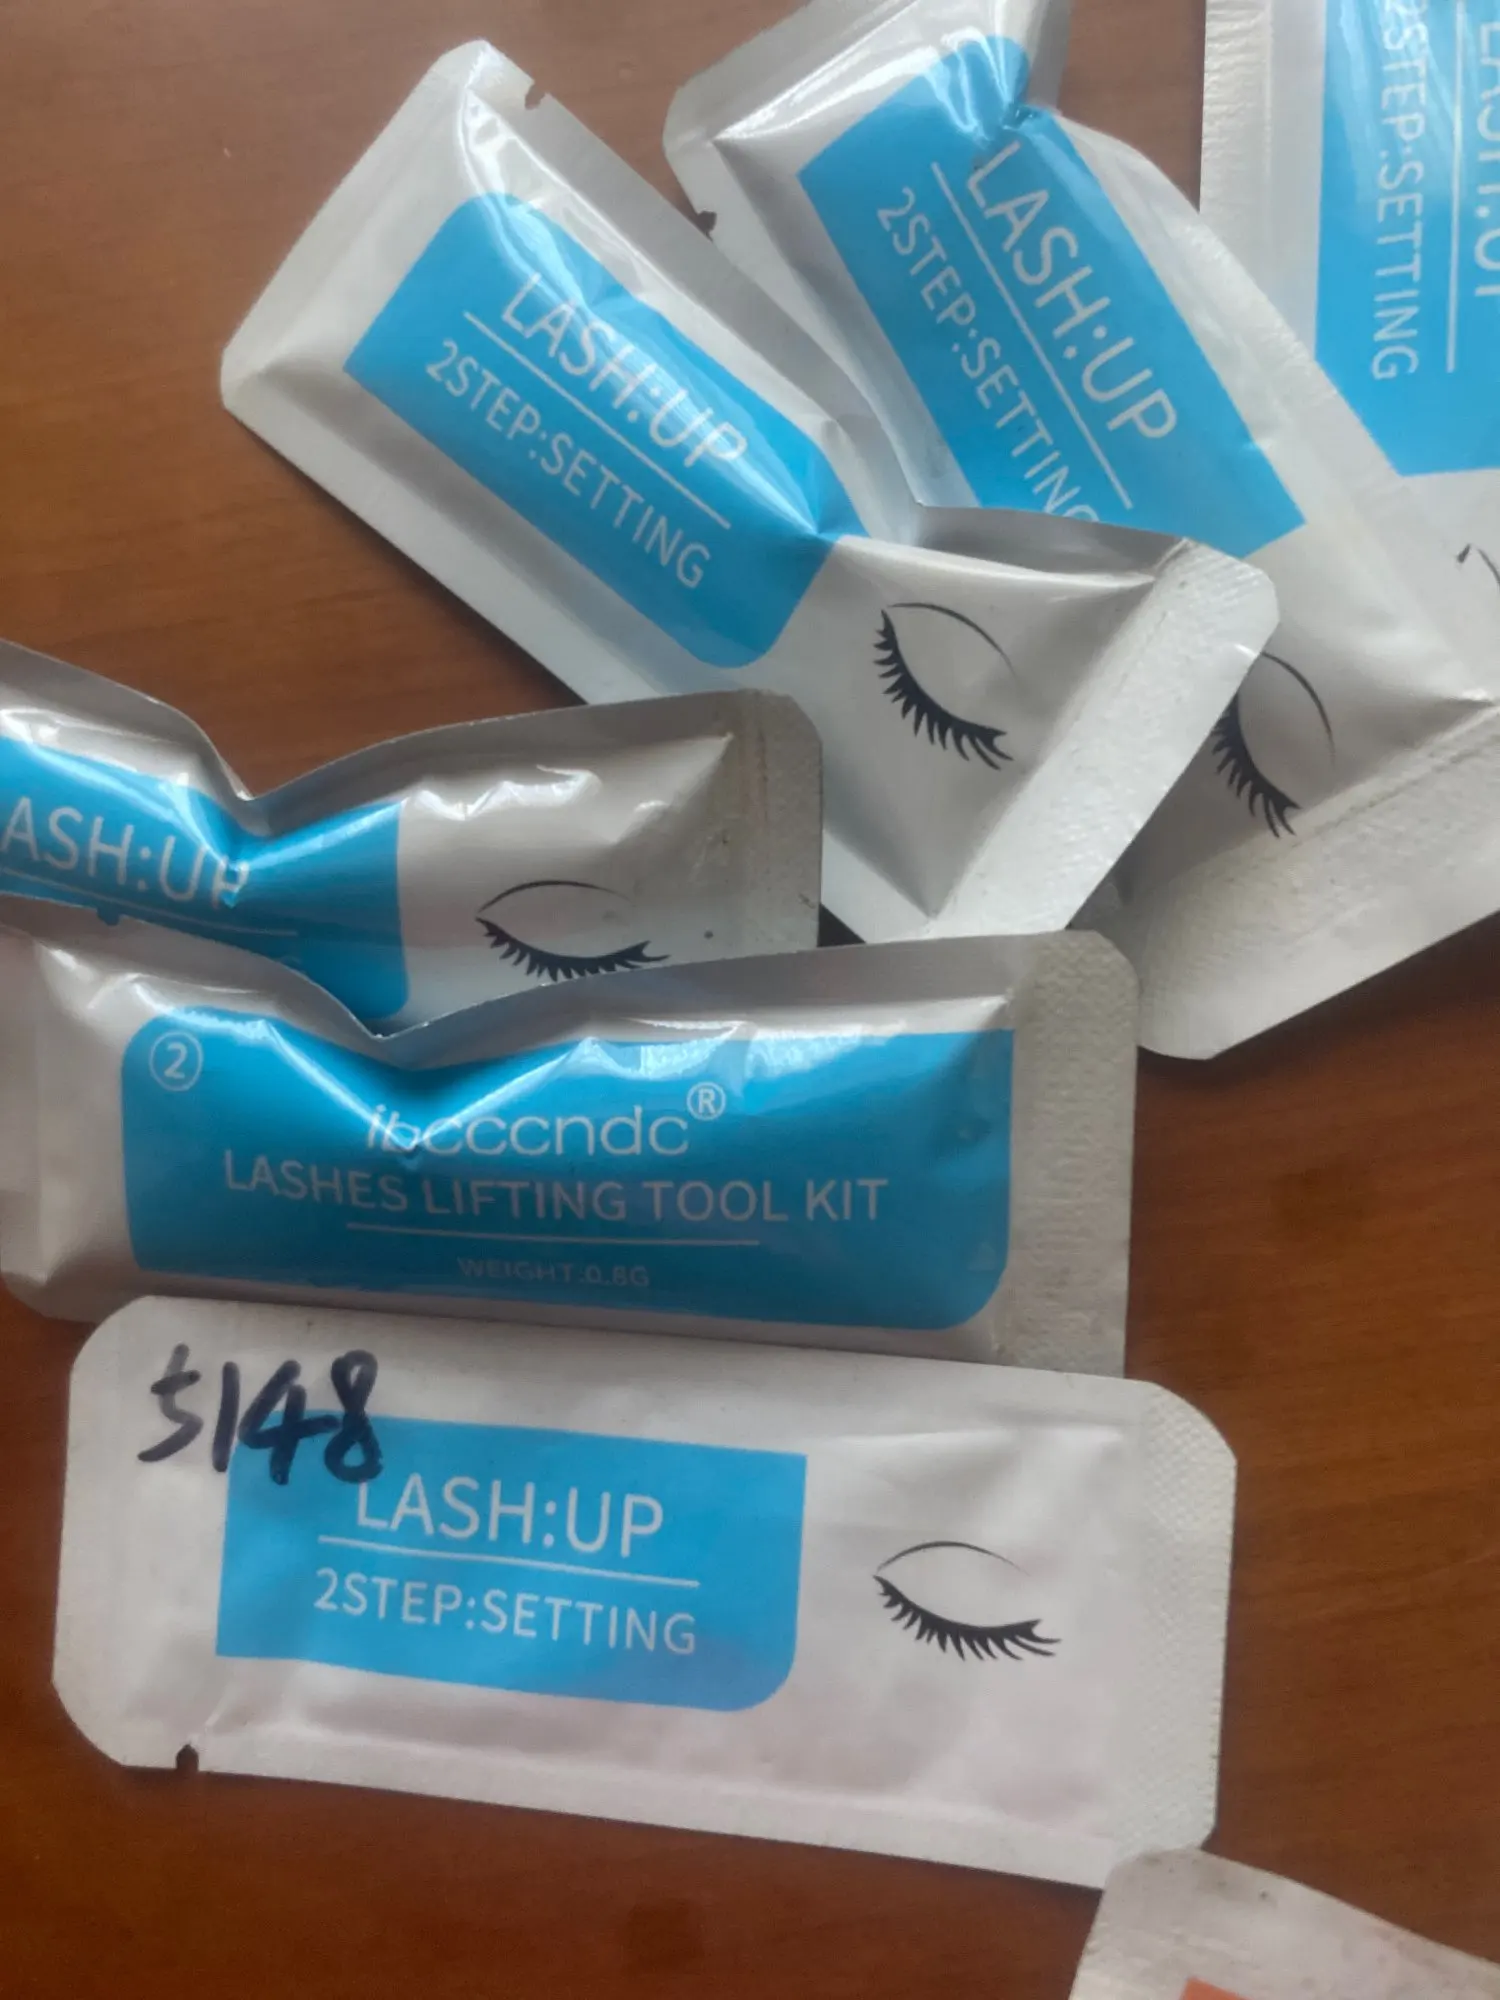 LASH:UP
2STEP:SETTING
LASH:UP
2STEP:SETTING
2STEP:SETTING
ASH:UP
②
ibcccndc®
LASHES LIFTING TOOL KIT
WEIGHT:0.8G
5148
LASH:UP
2STEP:SETTING